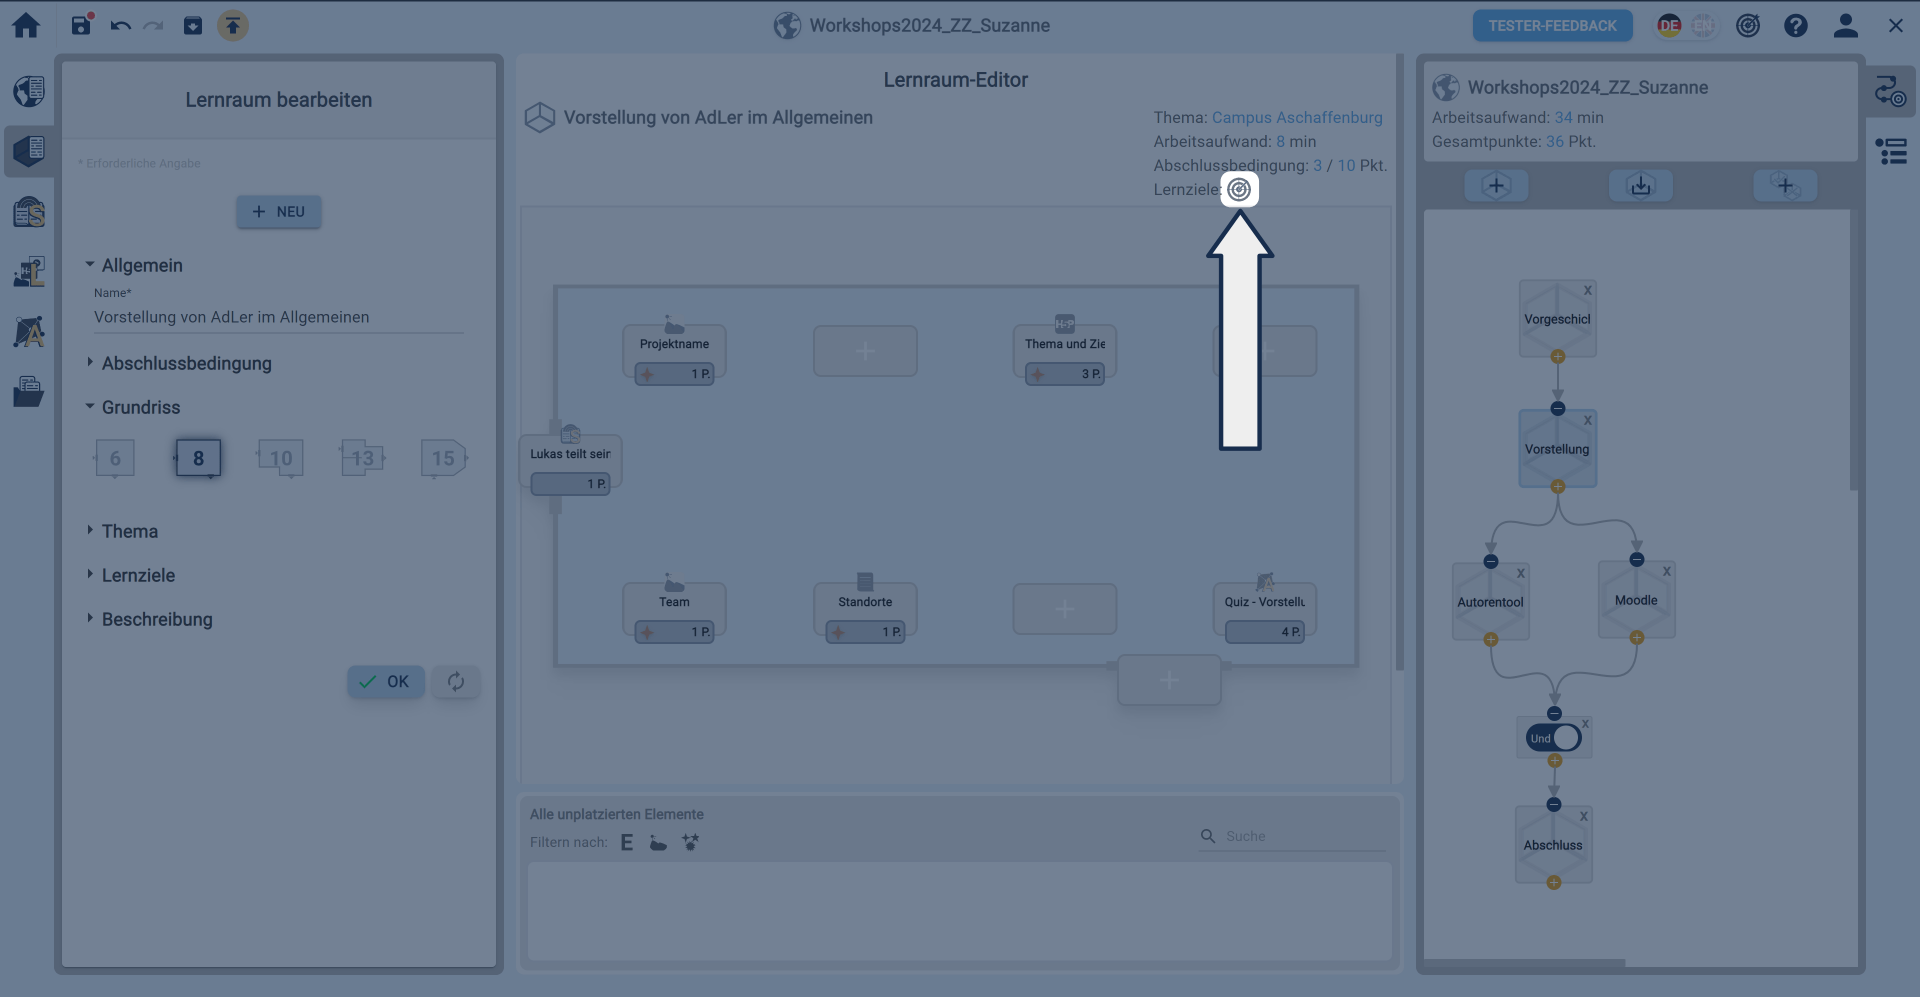 Workshops2024_ZZ_Suzanne
TESTER-FEEDBACK
DE
EN
Lernraum bearbeiten
* Erforderliche Angabe
+ NEU
Allgemein
Name*
Vorstellung von AdLer im Allgemeinen
Abschlussbedingung
Grundriss
6
8
10
13
15
Thema
Lernziele
Beschreibung
OK
Lernraum-Editor
Vorstellung von AdLer im Allgemeinen
Thema: Campus Aschaffenburg
Arbeitsaufwand: 8 min
Abschlussbedingung: 3 / 10 Pkt.
Lernziele:
Projektname
1 P.
H-P
Thema und Zie
3 P.
Lukas teilt sein
1 P.
Team
1 P.
Standorte
1 P.
Quiz - Vorstellu
4 P.
Alle unplatzierten Elemente
Filtern nach: E
Suche
Workshops2024_ZZ_Suzanne
Arbeitsaufwand: 34 min
Gesamtpunkte: 36 Pkt.
X
Vorgeschicl
X
Vorstellung
X
Autorentool
X
Moodle
X
Und
X
Abschluss